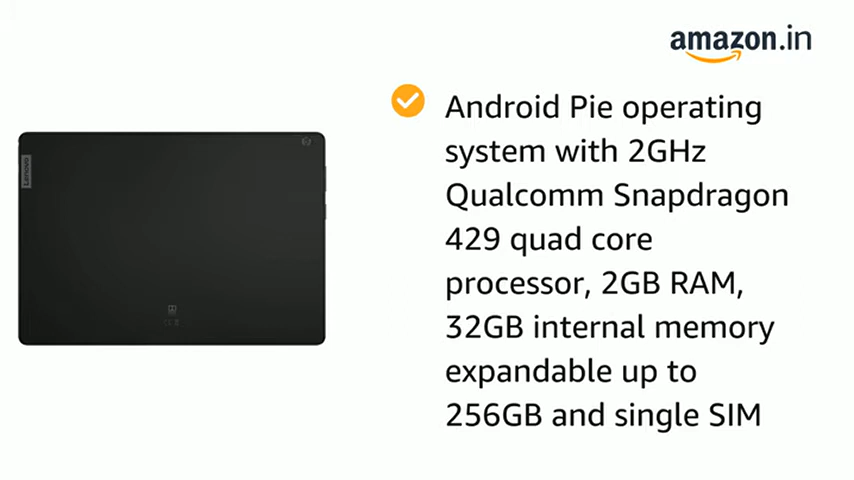 amazon.in
Android Pie operating
system with 2GHz
Qualcomm Snapdragon
429 quad core
processor, 2GB RAM,
32GB internal memory
expandable up to
256GB and single SIM
Lenovo